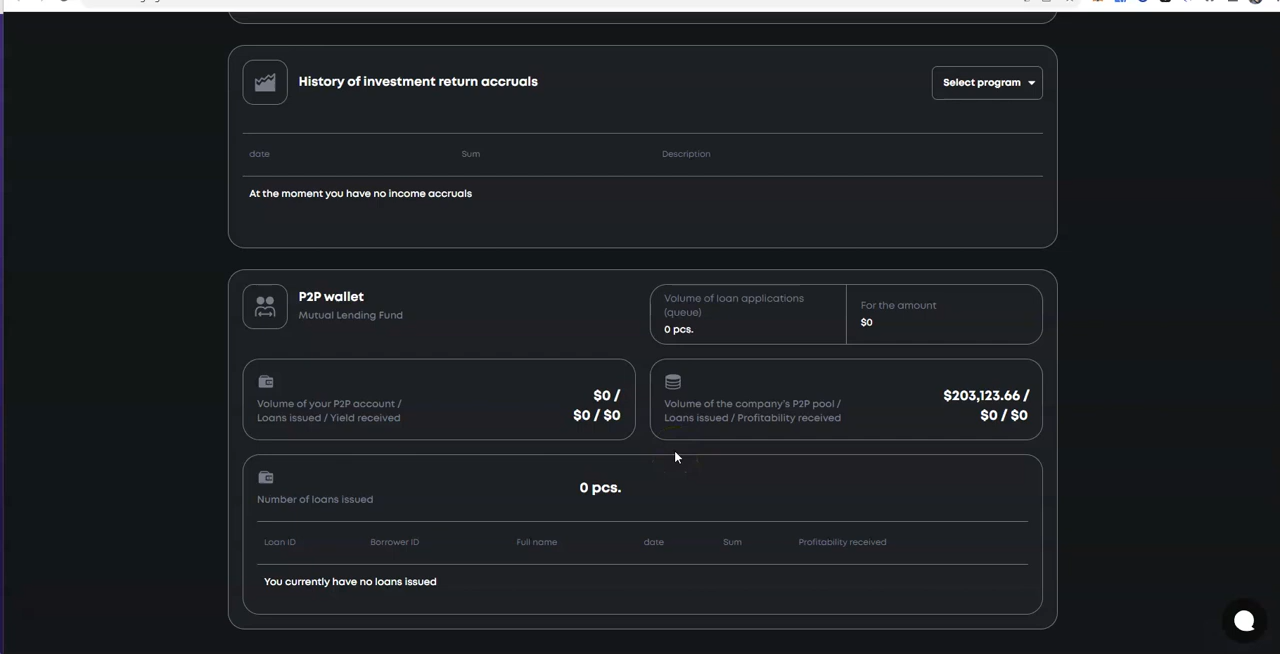 History of investment return accruals
Select program
date Sum Description
At the moment you have no income accruals
P2P wallet
Mutual Lending Fund
Volume of loan applications
(queue)
0 pcs.
For the amount
$0
Volume of your P2P account /
Loans issued / Yield received
$0 /
$0 / $0
Volume of the company's P2P pool /
Loans issued / Profitability received
$203,123.66 /
$0 / $0
Number of loans issued
0 pcs.
Loan ID Borrower ID Full name date Sum Profitability received
You currently have no loans issued